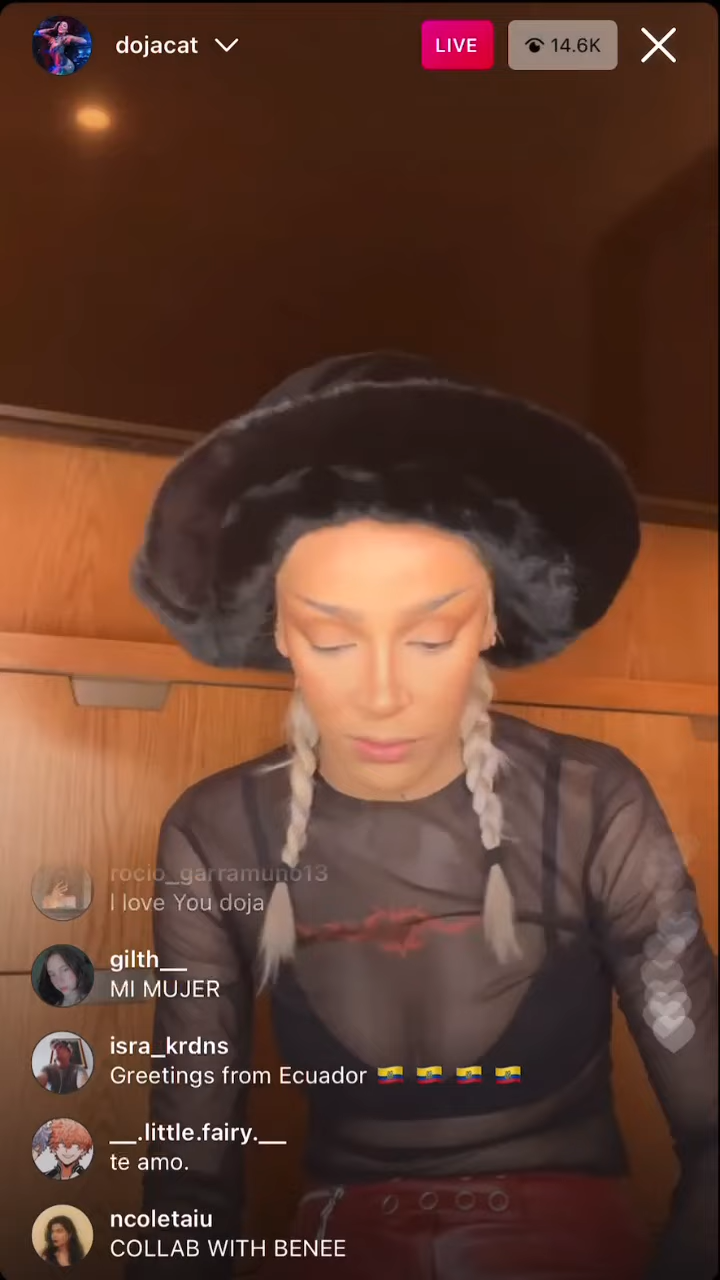 dojacat
LIVE
14.6K
rocio_garramuno13
I love You doja
gilth__
MI MUJER
isra_krdns
Greetings from Ecuador 🇪🇨 🇪🇨 🇪🇨 🇪🇨
__.little.fairy.__
te amo.
ncoletaiu
COLLAB WITH BENEE